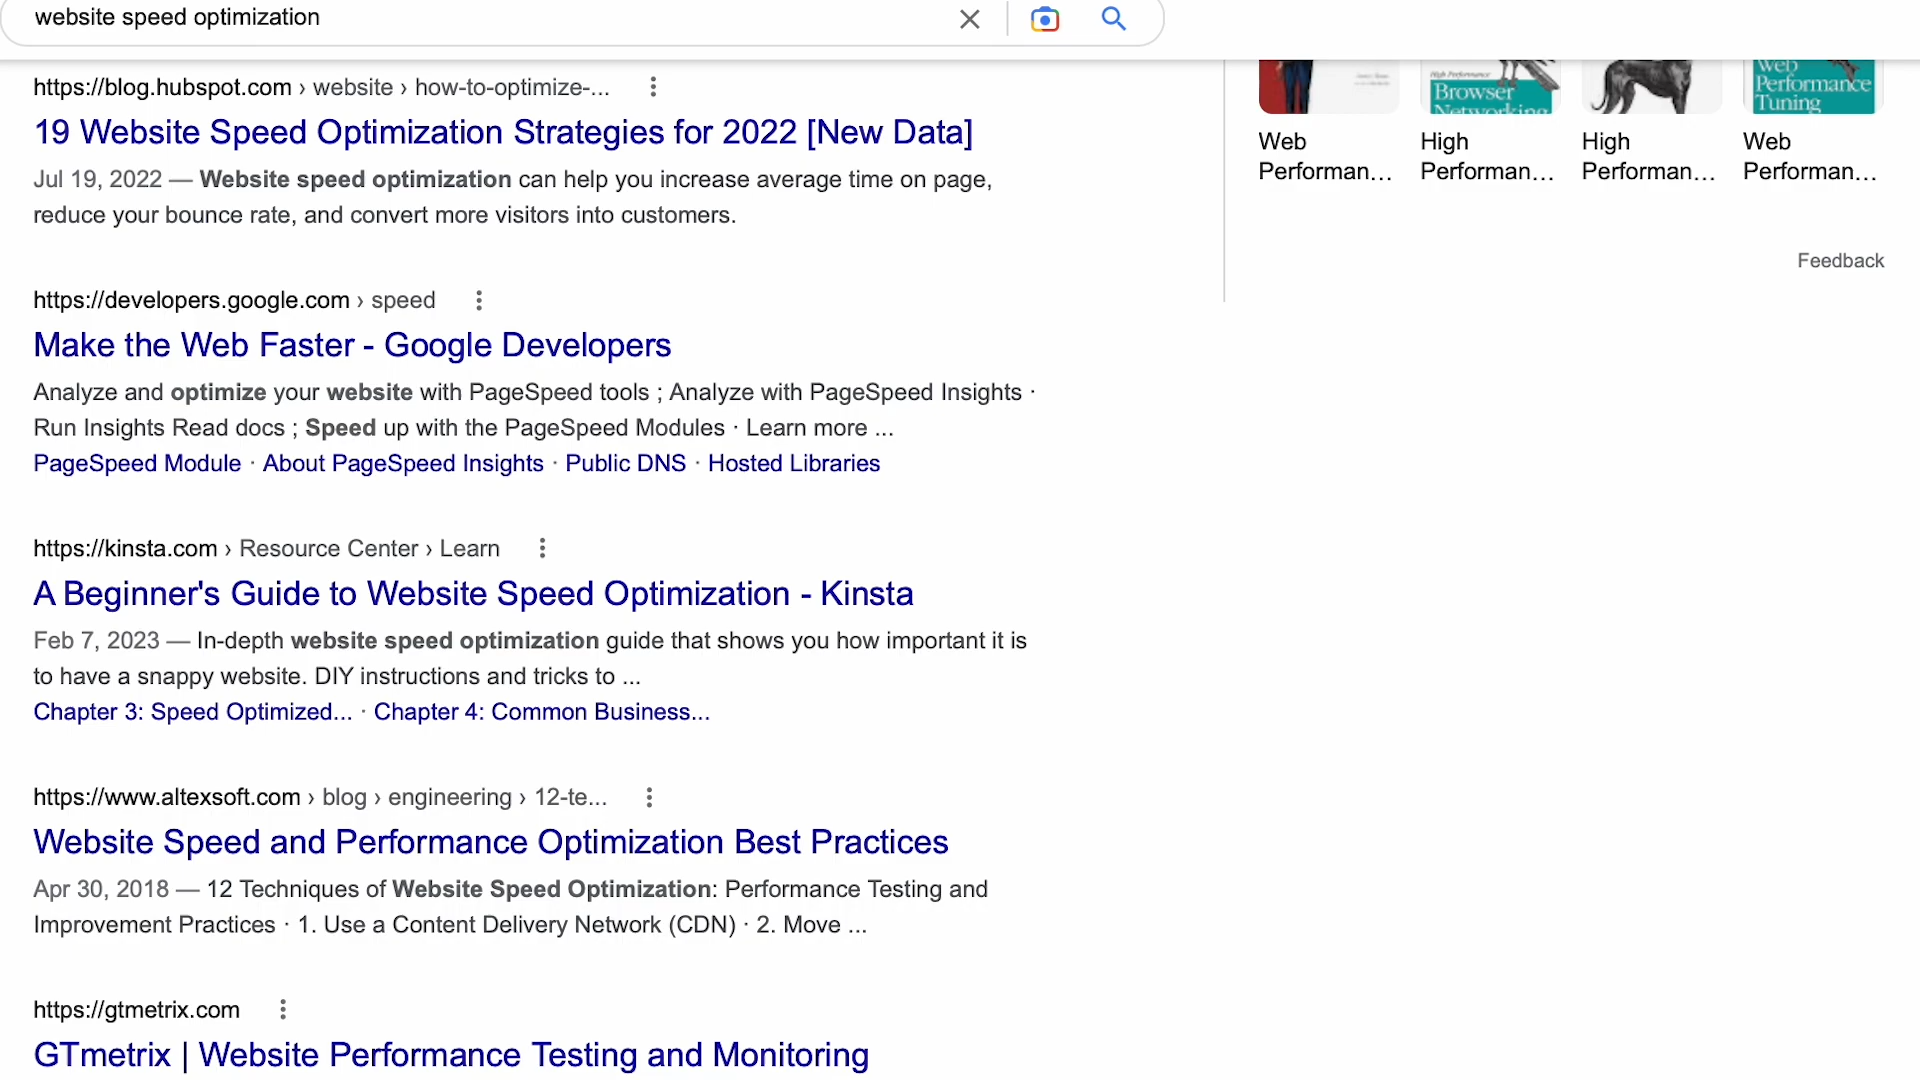 website speed optimization
https://blog.hubspot.com › website › how-to-optimize-...
19 Website Speed Optimization Strategies for 2022 [New Data]
Jul 19, 2022 — Website speed optimization can help you increase average time on page,
reduce your bounce rate, and convert more visitors into customers.
https://developers.google.com › speed
Make the Web Faster - Google Developers
Analyze and optimize your website with PageSpeed tools ; Analyze with PageSpeed Insights ·
Run Insights Read docs ; Speed up with the PageSpeed Modules · Learn more ...
PageSpeed Module · About PageSpeed Insights · Public DNS · Hosted Libraries
https://kinsta.com › Resource Center › Learn
A Beginner's Guide to Website Speed Optimization - Kinsta
Feb 7, 2023 — In-depth website speed optimization guide that shows you how important it is
to have a snappy website. DIY instructions and tricks to ...
Chapter 3: Speed Optimized... · Chapter 4: Common Business...
https://www.altexsoft.com › blog › engineering › 12-te...
Website Speed and Performance Optimization Best Practices
Apr 30, 2018 — 12 Techniques of Website Speed Optimization: Performance Testing and
Improvement Practices · 1. Use a Content Delivery Network (CDN) · 2. Move ...
https://gtmetrix.com
GTmetrix | Website Performance Testing and Monitoring
High Performance
Browser
Networking
Web
Performance
Tuning
Web
Performan...
High
Performan...
High
Performan...
Web
Performan...
Feedback